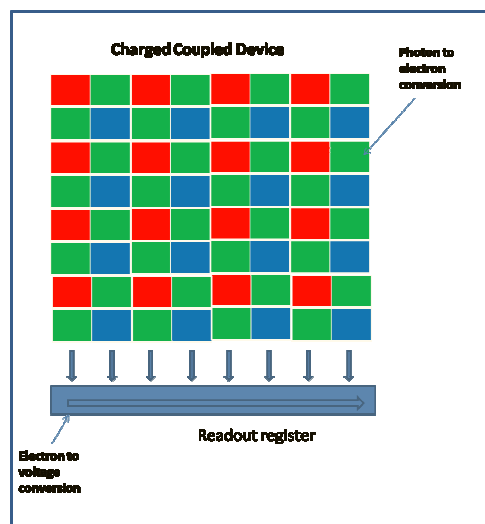 Charged Coupled Device
Photon to
electron
conversion
Readout register
Electron to
voltage
conversion